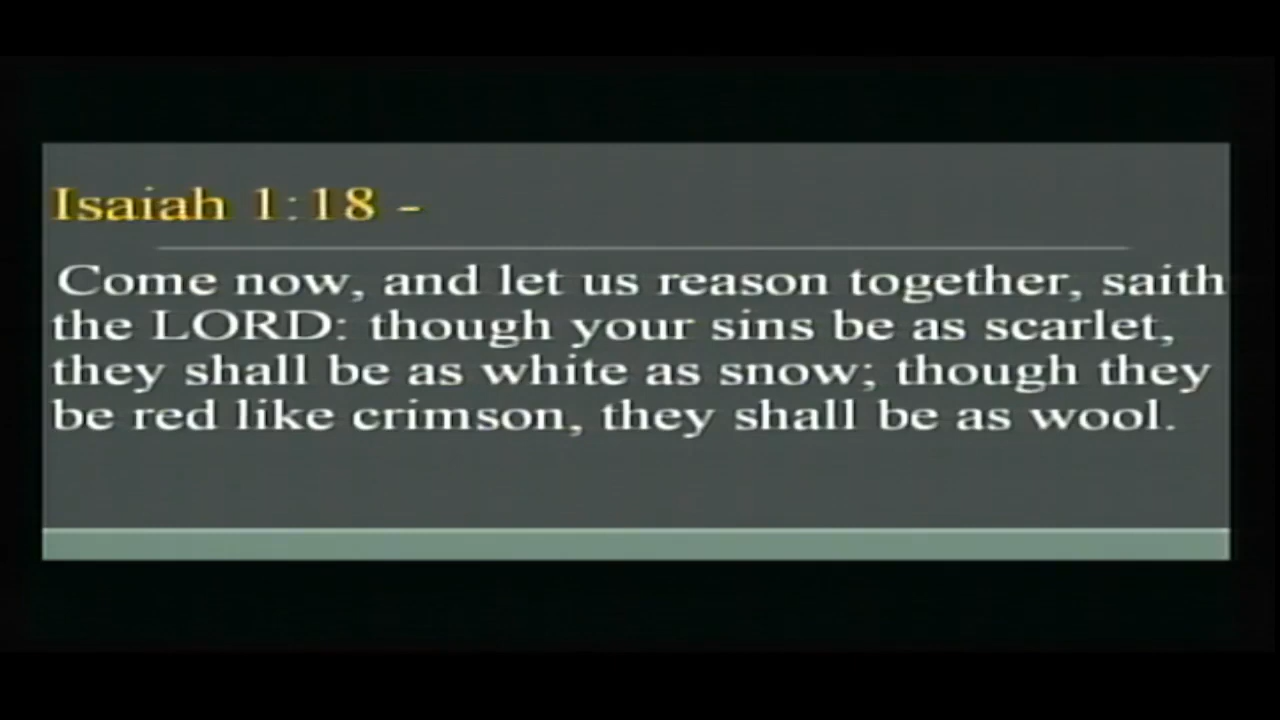 Isaiah 1:18 -
Come now, and let us reason together, saith
the LORD: though your sins be as scarlet,
they shall be as white as snow; though they
be red like crimson, they shall be as wool.